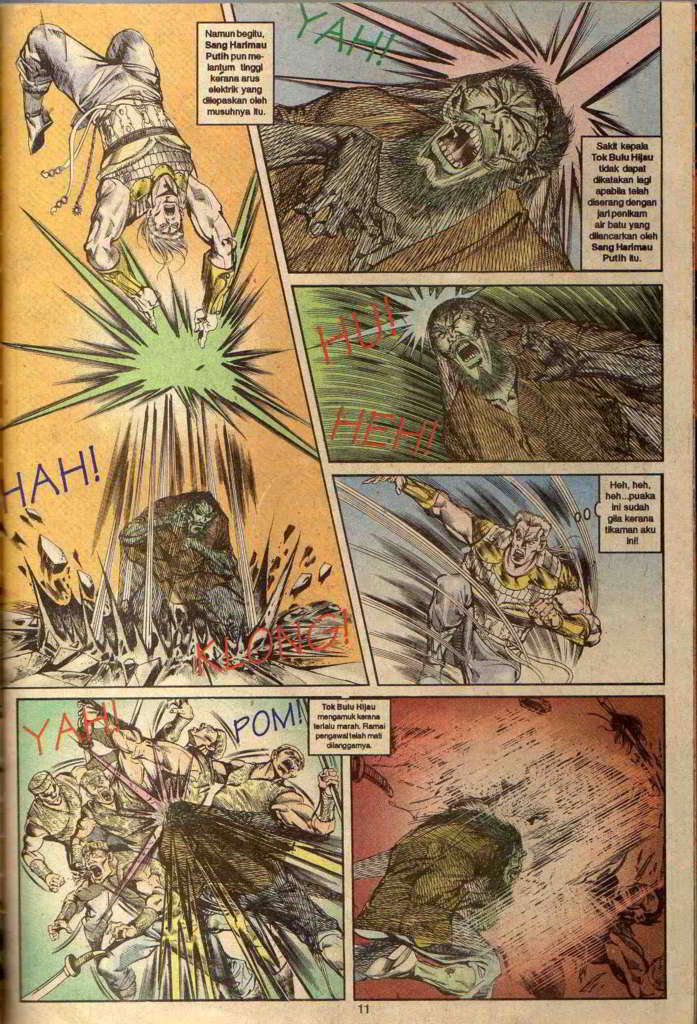 Namun begitu,
Sang Harimau
Putih pun me-
lantum tinggi
kerana arus
elektrik yang
dilepaskan oleh
musuhnya itu.
YAH!
Sakit kepala
Tok Bulu Hijau
tidak dapat
dikatakan lagi
apabila telah
diserang dengan
jari penikam
air batu yang
dilancarkan oleh
Sang Harimau
Putih itu.
HU!
HEH!
HAH!
KLONG!
Heh, heh,
heh...puaka
ini sudah
gila kerana
tikaman aku
ini!
YAH!
POM!
Tok Bulu Hijau
mengamuk kerana
terlalu marah. Ramai
pengawal telah mati
dilanggarnya.
11